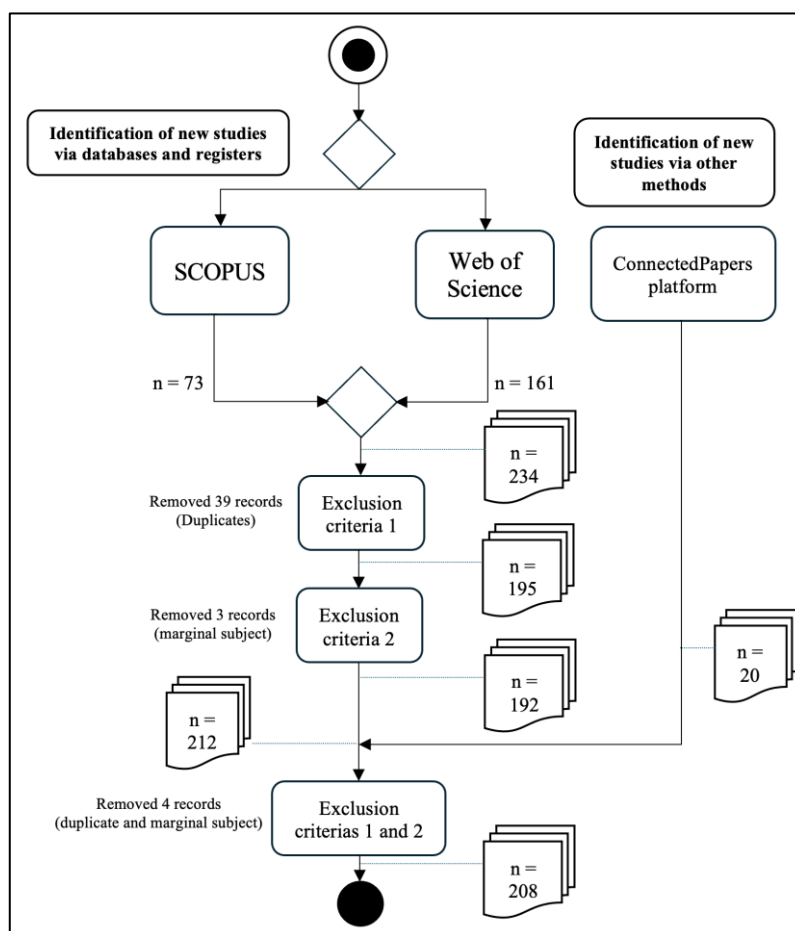 Identification of new studies
via databases and registers
Identification of new
studies via other
methods
SCOPUS
Web of
Science
ConnectedPapers
platform
n = 73
n = 161
n =
234
Removed 39 records
(Duplicates)
Exclusion
criteria 1
n =
195
Removed 3 records
(marginal subject)
Exclusion
criteria 2
n =
192
n =
20
n =
212
Removed 4 records
(duplicate and marginal subject)
Exclusion
criterias 1 and 2
n =
208